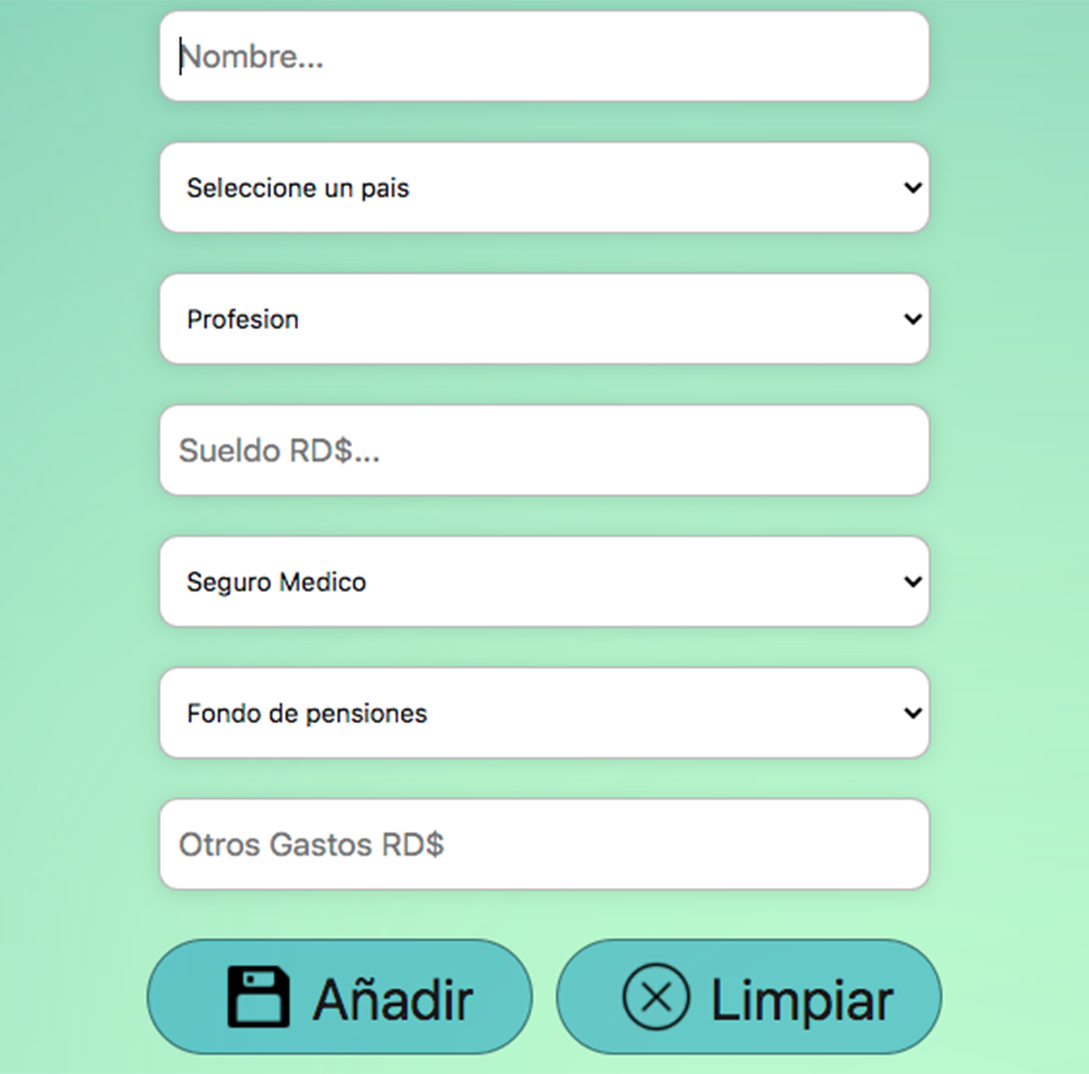 Nombre...
Seleccione un pais
Profesion
Sueldo RD$...
Seguro Medico
Fondo de pensiones
Otros Gastos RD$
Añadir Limpiar